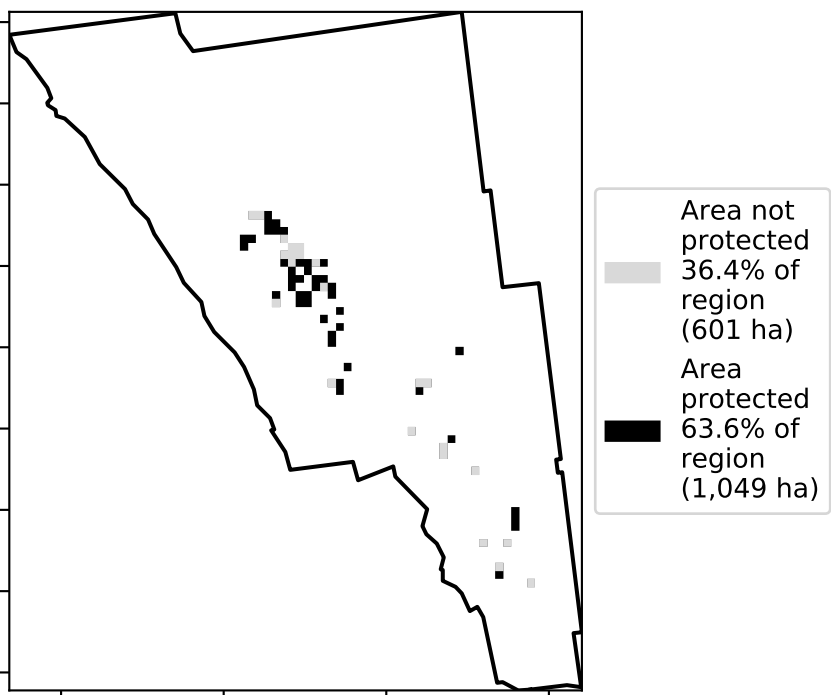 Area not
protected
36.4% of
region
(601 ha)
Area
protected
63.6% of
region
(1,049 ha)